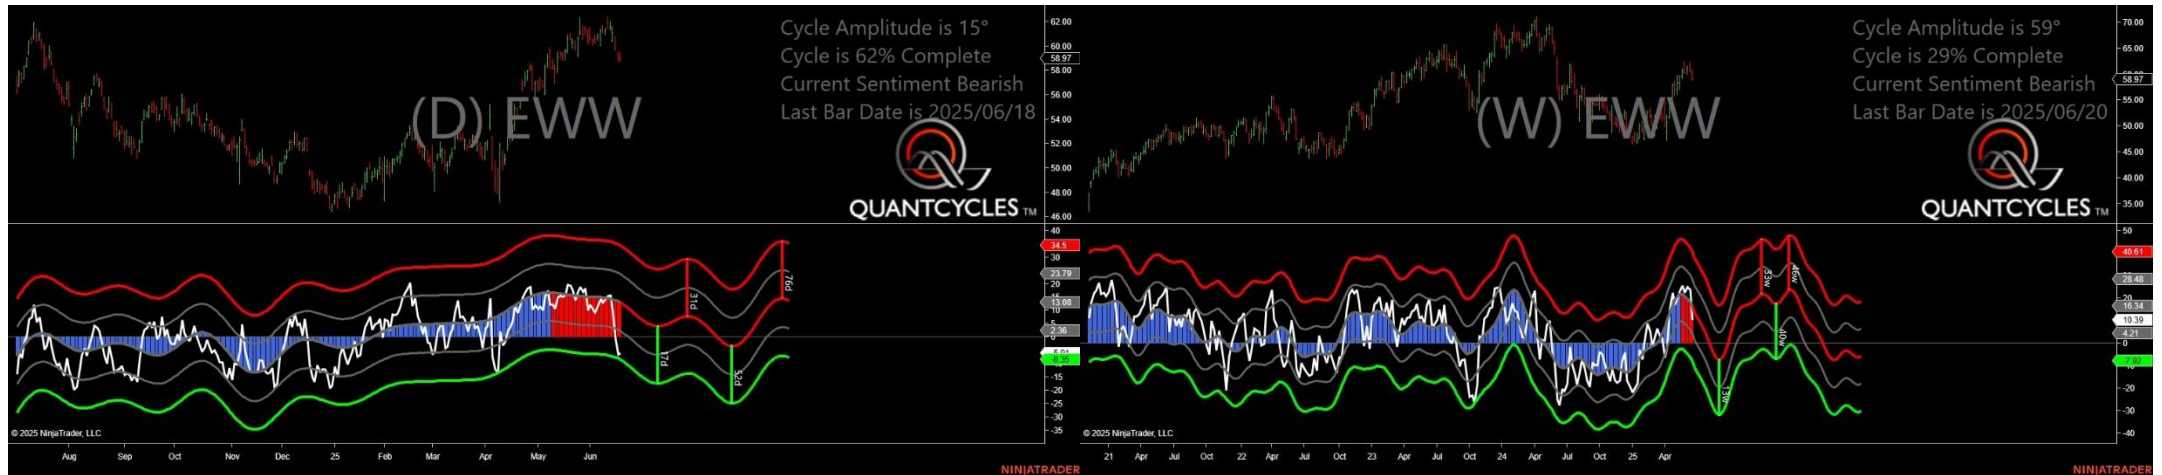 Cycle Amplitude is 15°
Cycle is 62% Complete
Current Sentiment Bearish
Last Bar Date is 2025/06/18
(D) EWW
QUANTCYCLES TM
62.00
60.00
58.97
58.00
56.00
54.00
52.00
50.00
48.00
46.00
40
34.5
30
23.79
20
15
13.08
5
2.36
0
-8.35
-15
-20
-25
-30
-35
31d
76d
17d
52d
© 2025 NinjaTrader, LLC
Aug Sep Oct Nov Dec 25 Feb Mar Apr May Jun
NINJATRADER
Cycle Amplitude is 59°
Cycle is 29% Complete
Current Sentiment Bearish
Last Bar Date is 2025/06/20
(W) EWW
QUANTCYCLES TM
70.00
65.00
58.97
55.00
50.00
45.00
40.00
35.00
50
40.61
28.48
20
16.34
10.39
4.21
0
-7.92
-20
-30
-40
33w
46w
40w
13w
© 2025 NinjaTrader, LLC
21 Apr Jul Oct 22 Apr Jul Oct 23 Apr Jul Oct 24 Apr Jul Oct 25 Apr
NINJATRADER